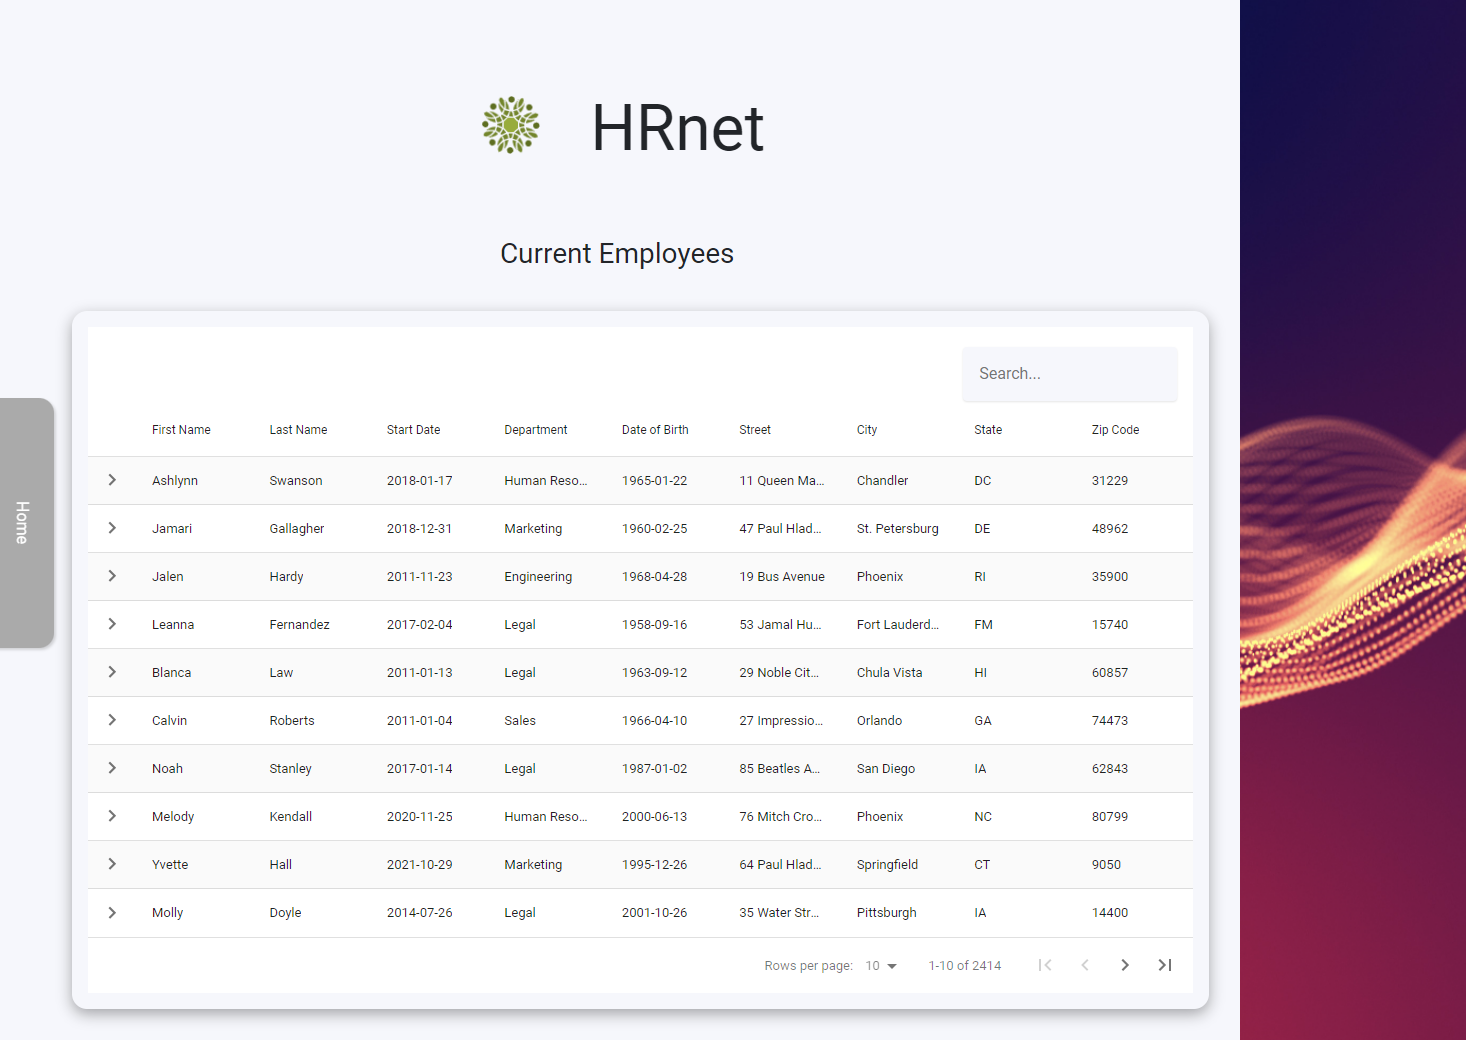 HRnet
Current Employees
Search...
First Name Last Name Start Date Department Date of Birth Street City State Zip Code
Ashlynn Swanson 2018-01-17 Human Reso... 1965-01-22 11 Queen Ma... Chandler DC 31229
Jamari Gallagher 2018-12-31 Marketing 1960-02-25 47 Paul Hlad... St. Petersburg DE 48962
Jalen Hardy 2011-11-23 Engineering 1968-04-28 19 Bus Avenue Phoenix RI 35900
Leanna Fernandez 2017-02-04 Legal 1958-09-16 53 Jamal Hu... Fort Lauderd... FM 15740
Home
Blanca Law 2011-01-13 Legal 1963-09-12 29 Noble Cit... Chula Vista HI 60857
Calvin Roberts 2011-01-04 Sales 1966-04-10 27 Impressio... Orlando GA 74473
Noah Stanley 2017-01-14 Legal 1987-01-02 85 Beatles A... San Diego IA 62843
Melody Kendall 2020-11-25 Human Reso... 2000-06-13 76 Mitch Cro... Phoenix NC 80799
Yvette Hall 2021-10-29 Marketing 1995-12-26 64 Paul Hlad... Springfield CT 9050
Molly Doyle 2014-07-26 Legal 2001-10-26 35 Water Str... Pittsburgh IA 14400
Rows per page: 10 1-10 of 2414